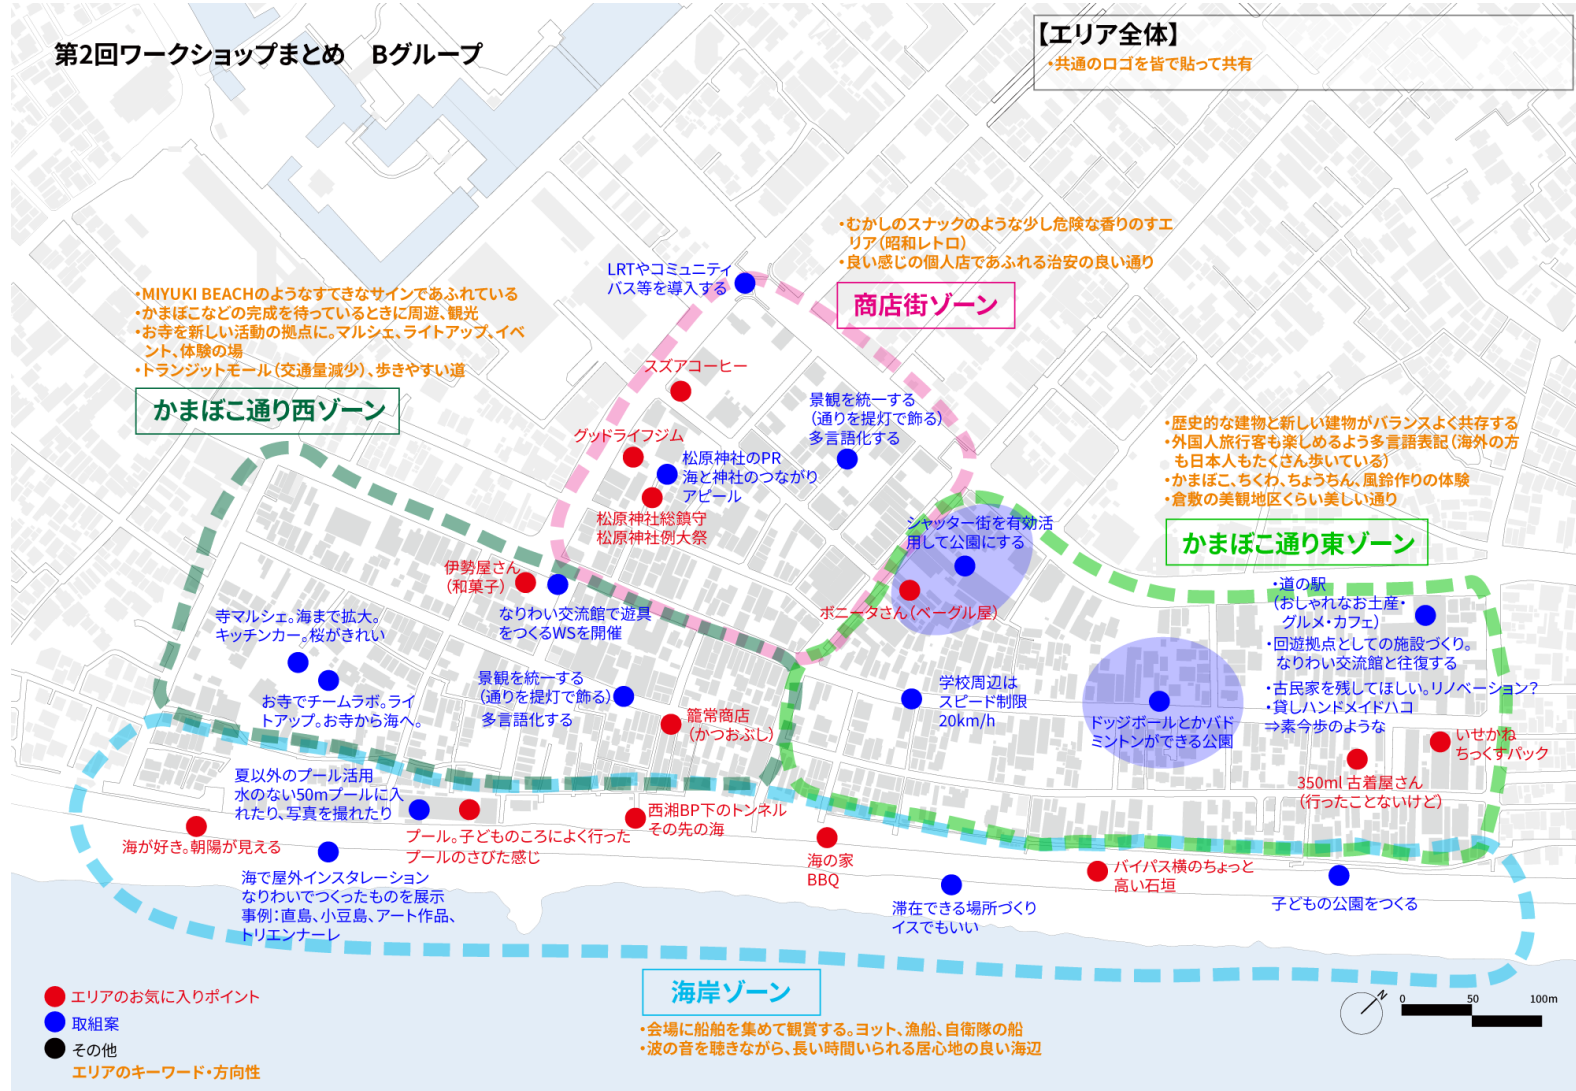 第2回ワークショップまとめ　Bグループ
【エリア全体】
・共通のロゴを皆で貼って共有
・むかしのスナックのような少し危険な香りのすエ
リア（昭和レトロ）
・良い感じの個人店であふれる治安の良い通り
商店街ゾーン
LRTやコミュニティ
バス等を導入する
・MIYUKI BEACHのようなすてきなサインであふれている
・かまぼこなどの完成を待っているときに周遊、観光
・お寺を新しい活動の拠点に。マルシェ、ライトアップ、イベ
ント、体験の場
・トランジットモール（交通量減少）、歩きやすい道
かまぼこ通り西ゾーン
スズアコーヒー
グットライフジム
松原神社のPR
海と神社のつながり
アピール
松原神社総鎮守
松原神社例大祭
景観を統一する
（通りを提灯で飾る）
多言語化する
・歴史的な建物と新しい建物がバランスよく共存する
・外国人旅行客も楽しめるよう多言語表記（海外の方
も日本人もたくさん歩いている）
・かまぼこ、ちくわ、ちょうちん、風鈴作りの体験
・倉敷の美観地区くらい美しい通り
かまぼこ通り東ゾーン
シャッター街を有効活
用して公園にする
ボニータさん（ベーグル屋）
伊勢屋さん
（和菓子）
なりわい交流館で遊具
をつくるWSを開催
寺マルシェ。海まで拡大。
キッチンカー。桜がきれい
お寺でチームラボ。ライ
トアップ。お寺から海へ。
景観を統一する
（通りを提灯で飾る）
多言語化する
籠常商店
（かつおぶし）
学校周辺は
スピード制限
20km/h
ドッジボールとかバド
ミントンができる公園
・道の駅
（おしゃれなお土産・
グルメ・カフェ）
・回遊拠点としての施設づくり。
なりわい交流館と往復する
・古民家を残してほしい。リノベーション？
・貸しハンドメイドハコ
⇒素今歩のような
いせかね
ちっくすパック
350ml 古着屋さん
（行ったことないけど）
夏以外のプール活用
水のない50mプールに入
れたり、写真を撮れたり
プール。子どものころによく行った
プールのさびた感じ
西湘BP下のトンネル
その先の海
海が好き。朝陽が見える
海で屋外インスタレーション
なりわいでつくったものを展示
事例：直島、小豆島、アート作品、
トリエンナーレ
海の家
BBQ
滞在できる場所づくり
イスでもいい
バイパス横のちょっと
高い石垣
子どもの公園をつくる
海岸ゾーン
・会場に船舶を集めて観賞する。ヨット、漁船、自衛隊の船
・波の音を聴きながら、長い時間いられる居心地の良い海辺
エリアのお気に入りポイント
取組案
その他
エリアのキーワード・方向性
N
0 50 100m